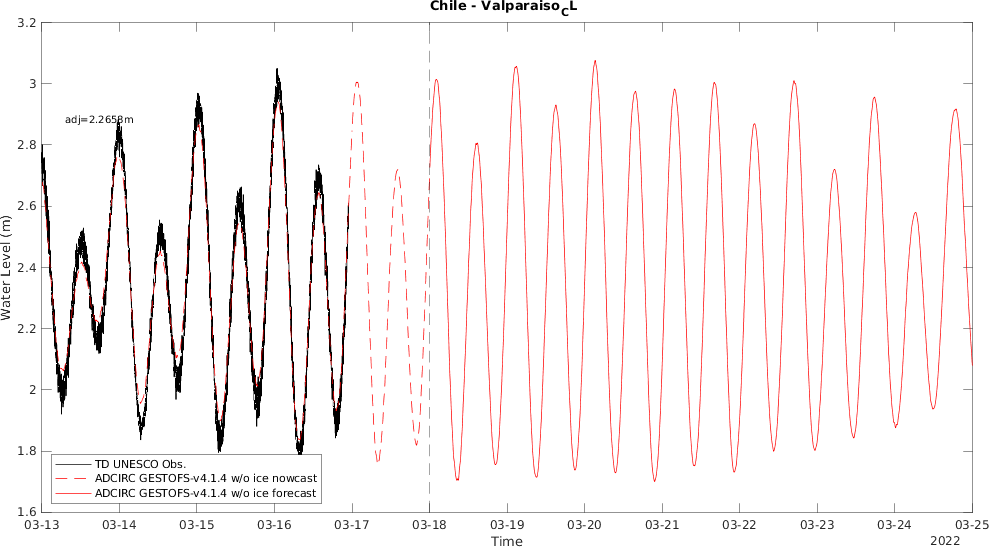 Chile - Valparaiso_CL
3.2
3
2.8
2.6
2.4
2.2
2
1.8
1.6
Water Level (m)
adj=2.2658m
TD UNESCO Obs.
ADCIRC GESTOFS-v4.1.4 w/o ice nowcast
ADCIRC GESTOFS-v4.1.4 w/o ice forecast
03-13 03-14 03-15 03-16 03-17 03-18 03-19 03-20 03-21 03-22 03-23 03-24 03-25
Time
2022